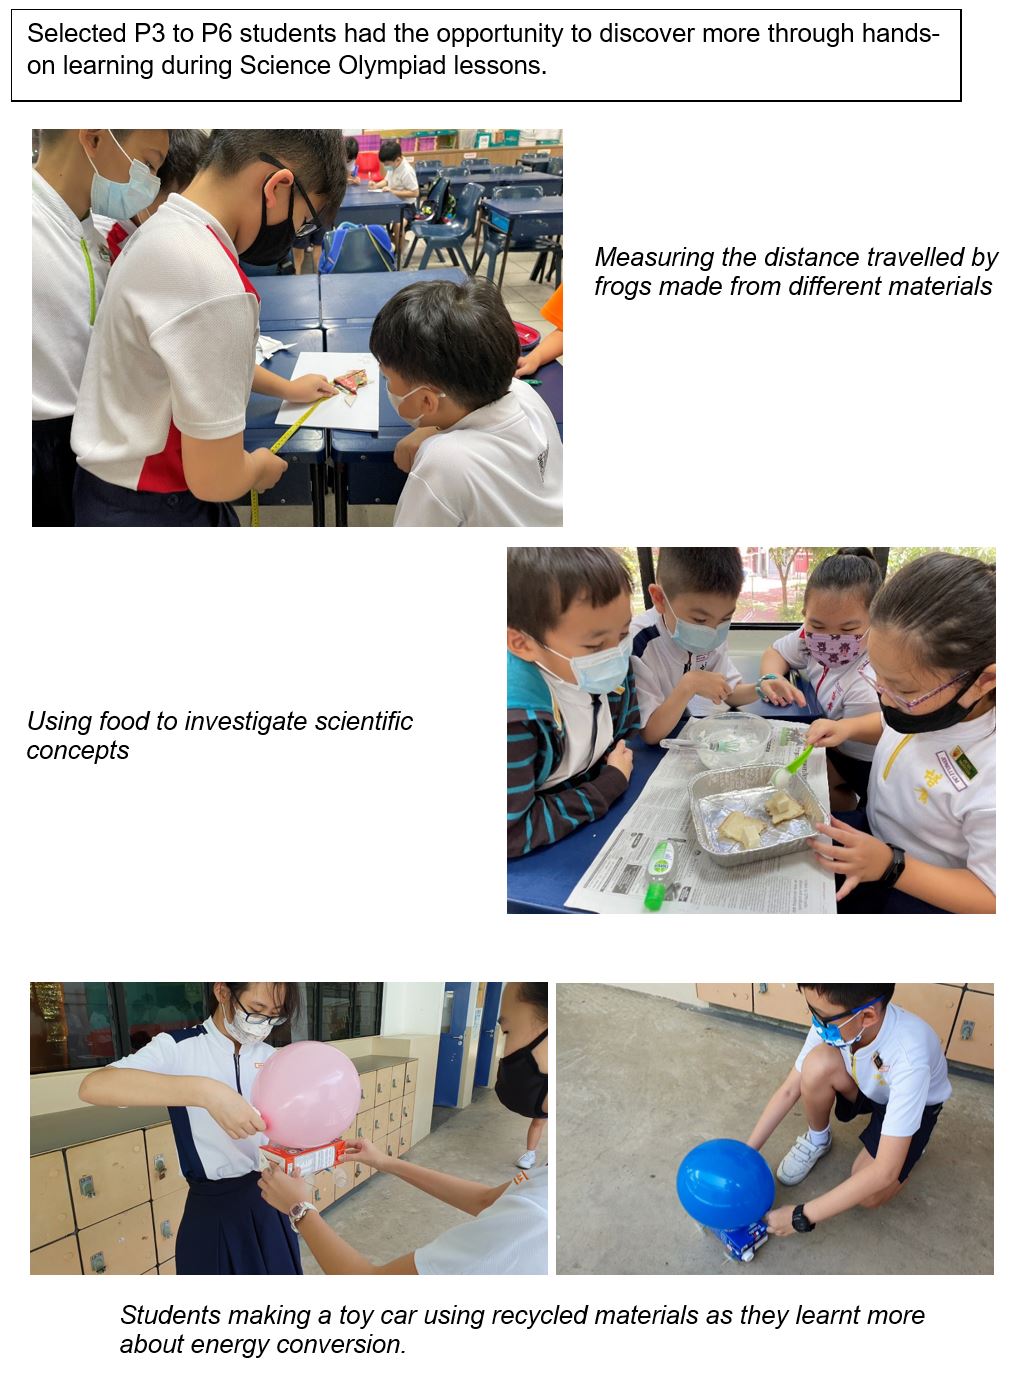 Selected P3 to P6 students had the opportunity to discover more through hands-
on learning during Science Olympiad lessons.
Measuring the distance travelled by
frogs made from different materials
Using food to investigate scientific
concepts
Students making a toy car using recycled materials as they learnt more
about energy conversion.